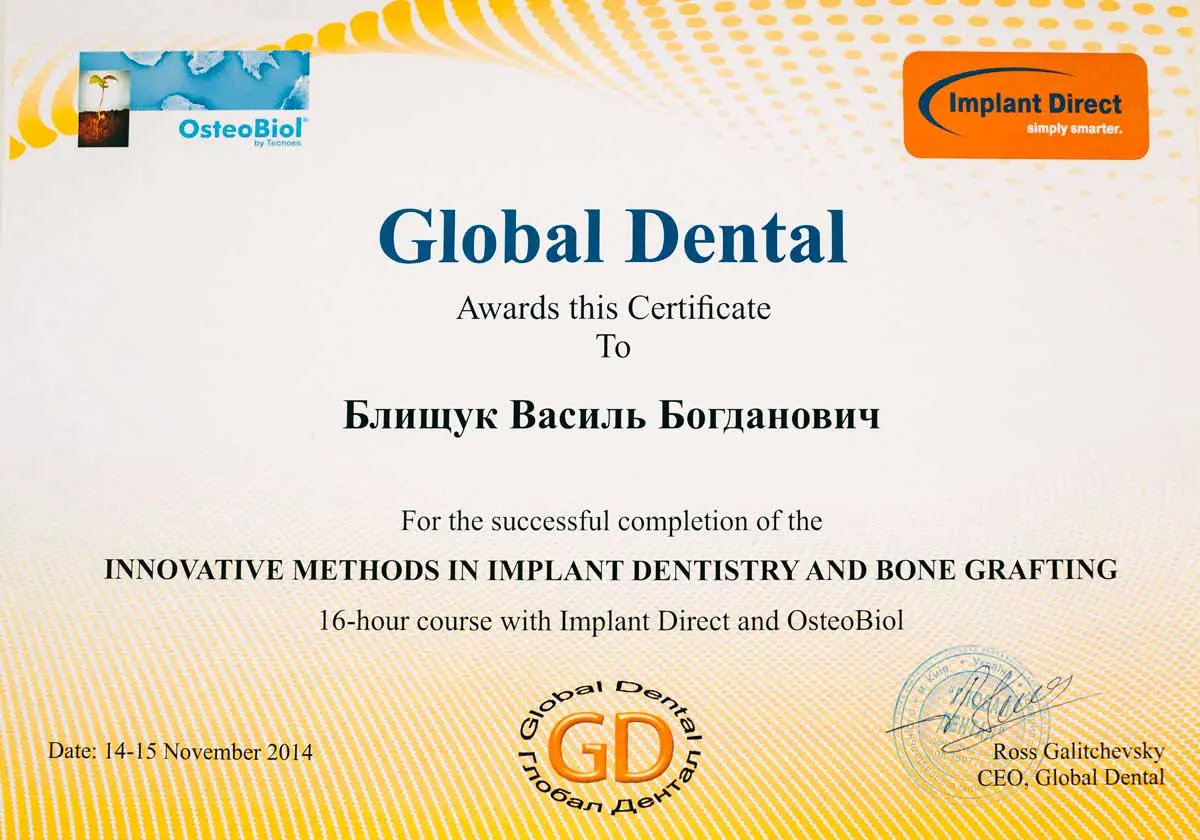 OsteoBiol®
by Tecnoss
Implant Direct
simply smarter.
Global Dental
Awards this Certificate
To
Блищук Василь Богданович
For the successful completion of the
INNOVATIVE METHODS IN IMPLANT DENTISTRY AND BONE GRAFTING
16-hour course with Implant Direct and OsteoBiol
Date: 14-15 November 2014
Global Dental
GD
Глобал Дентал
м. Київ • Україна
Ross Galitchevsky
CEO, Global Dental